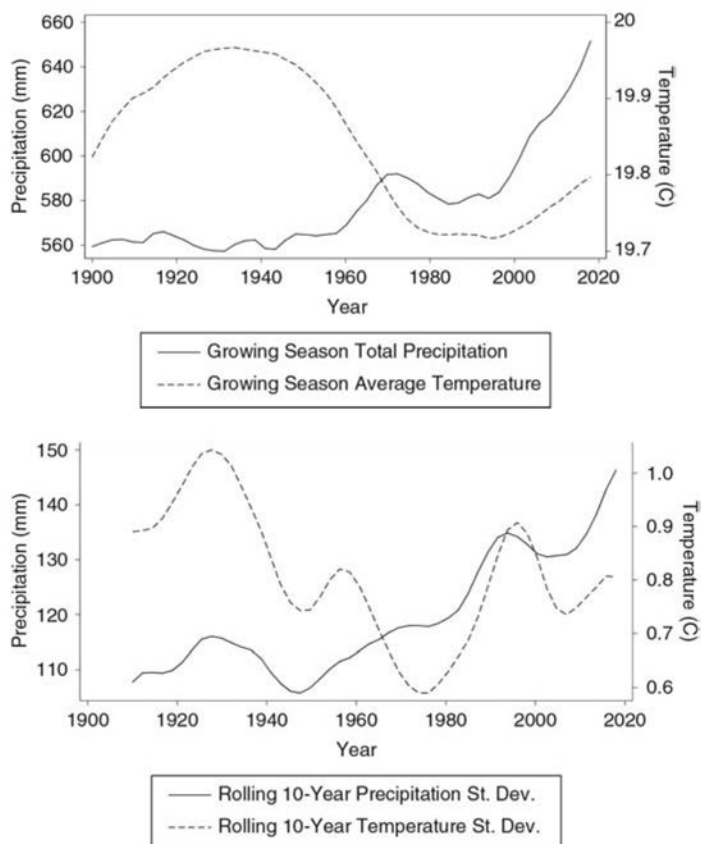 660
640
620
600
580
560
Precipitation (mm)
20
19.9
19.8
19.7
Temperature (C)
1900 1920 1940 1960 1980 2000 2020
Year
Growing Season Total Precipitation
Growing Season Average Temperature
150
140
130
120
110
Precipitation (mm)
1.0
0.9
0.8
0.7
0.6
Temperature (C)
1900 1920 1940 1960 1980 2000 2020
Year
Rolling 10-Year Precipitation St. Dev.
Rolling 10-Year Temperature St. Dev.